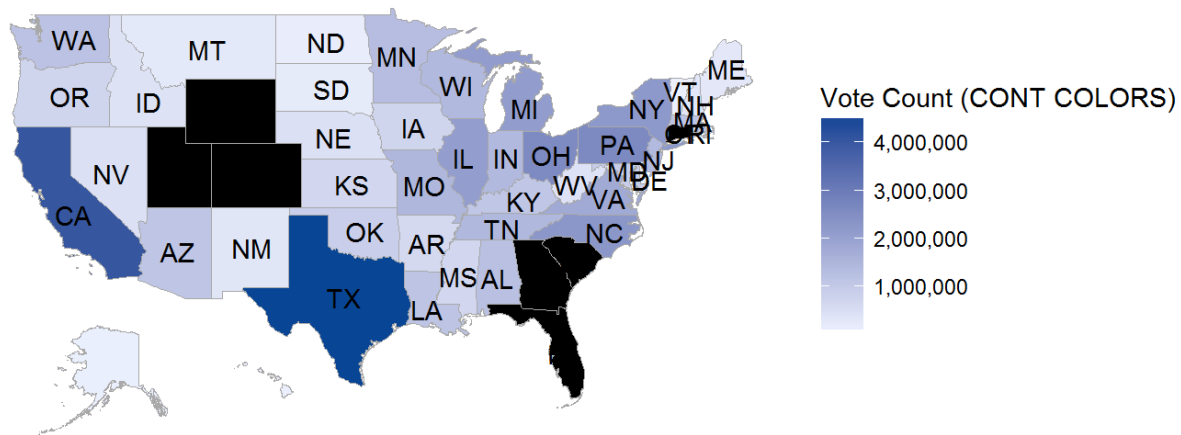 WA
MT
ND
MN
ME
OR
ID
SD
WI
MI
VT
NH
NY
MA
RI
NE
IA
PA
NJ
NV
IL
IN
OH
MD
DE
WV
KS
MO
KY
VA
CA
OK
TN
NC
AZ
NM
AR
MS
AL
TX
LA
Vote Count (CONT COLORS)
4,000,000
3,000,000
2,000,000
1,000,000